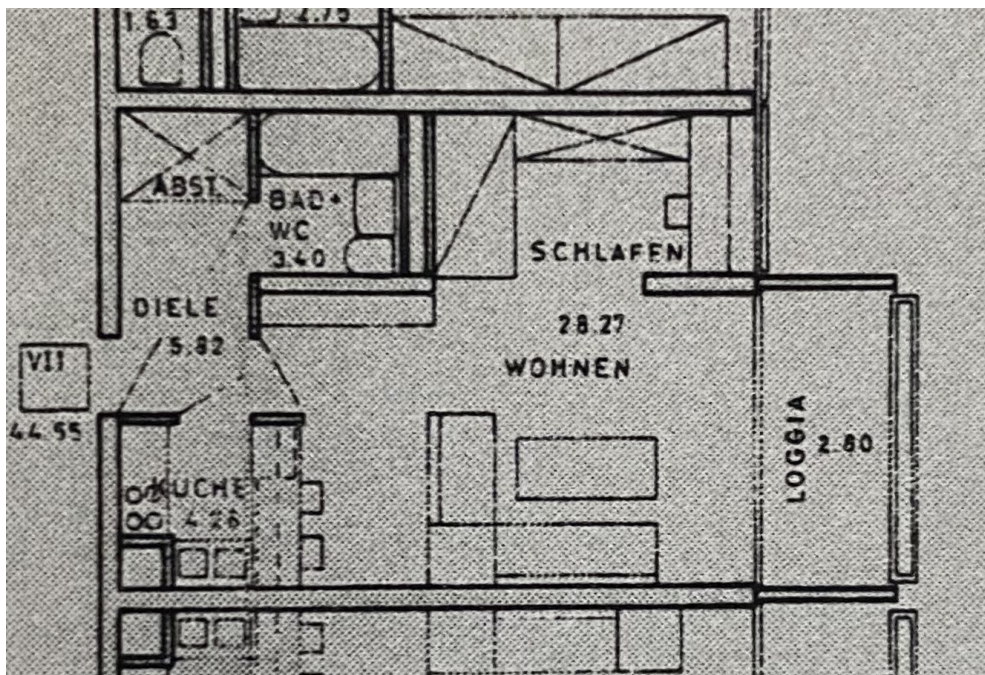 1.63
2.75
ABST.
BAD+
WC
3.40
SCHLAFEN
DIELE
5.82
28.27
WOHNEN
VII
44.55
LOGGIA
2.80
KÜCHE
4.26